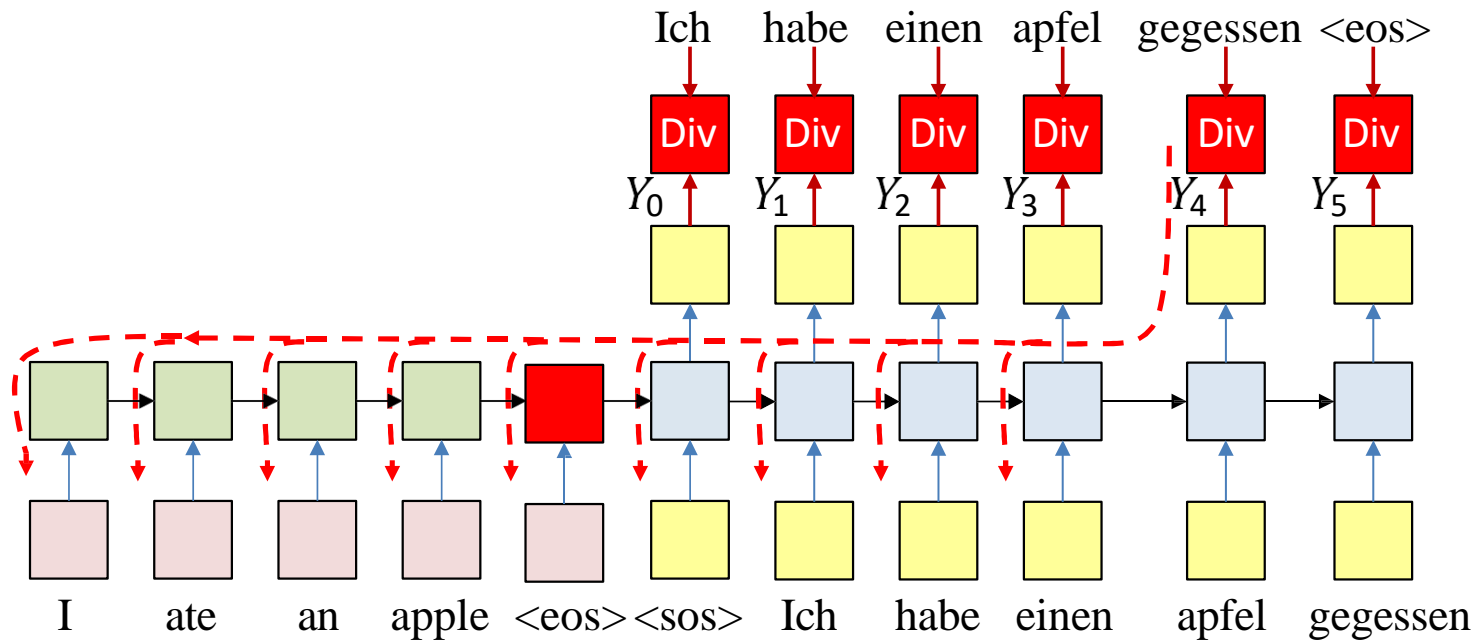 Ich habe einen apfel gegessen <eos>
Div Div Div Div Div Div
Y0 Y1 Y2 Y3 Y4 Y5
I ate an apple <eos> <sos> Ich habe einen apfel gegessen